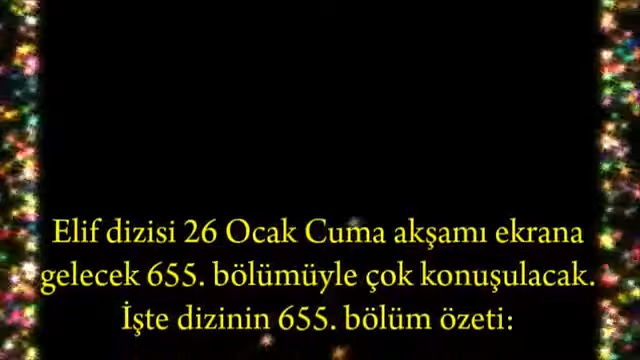 Elif dizisi 26 Ocak Cuma akşamı ekrana
gelecek 655. bölümüyle çok konuşulacak.
İşte dizinin 655. bölüm özeti: